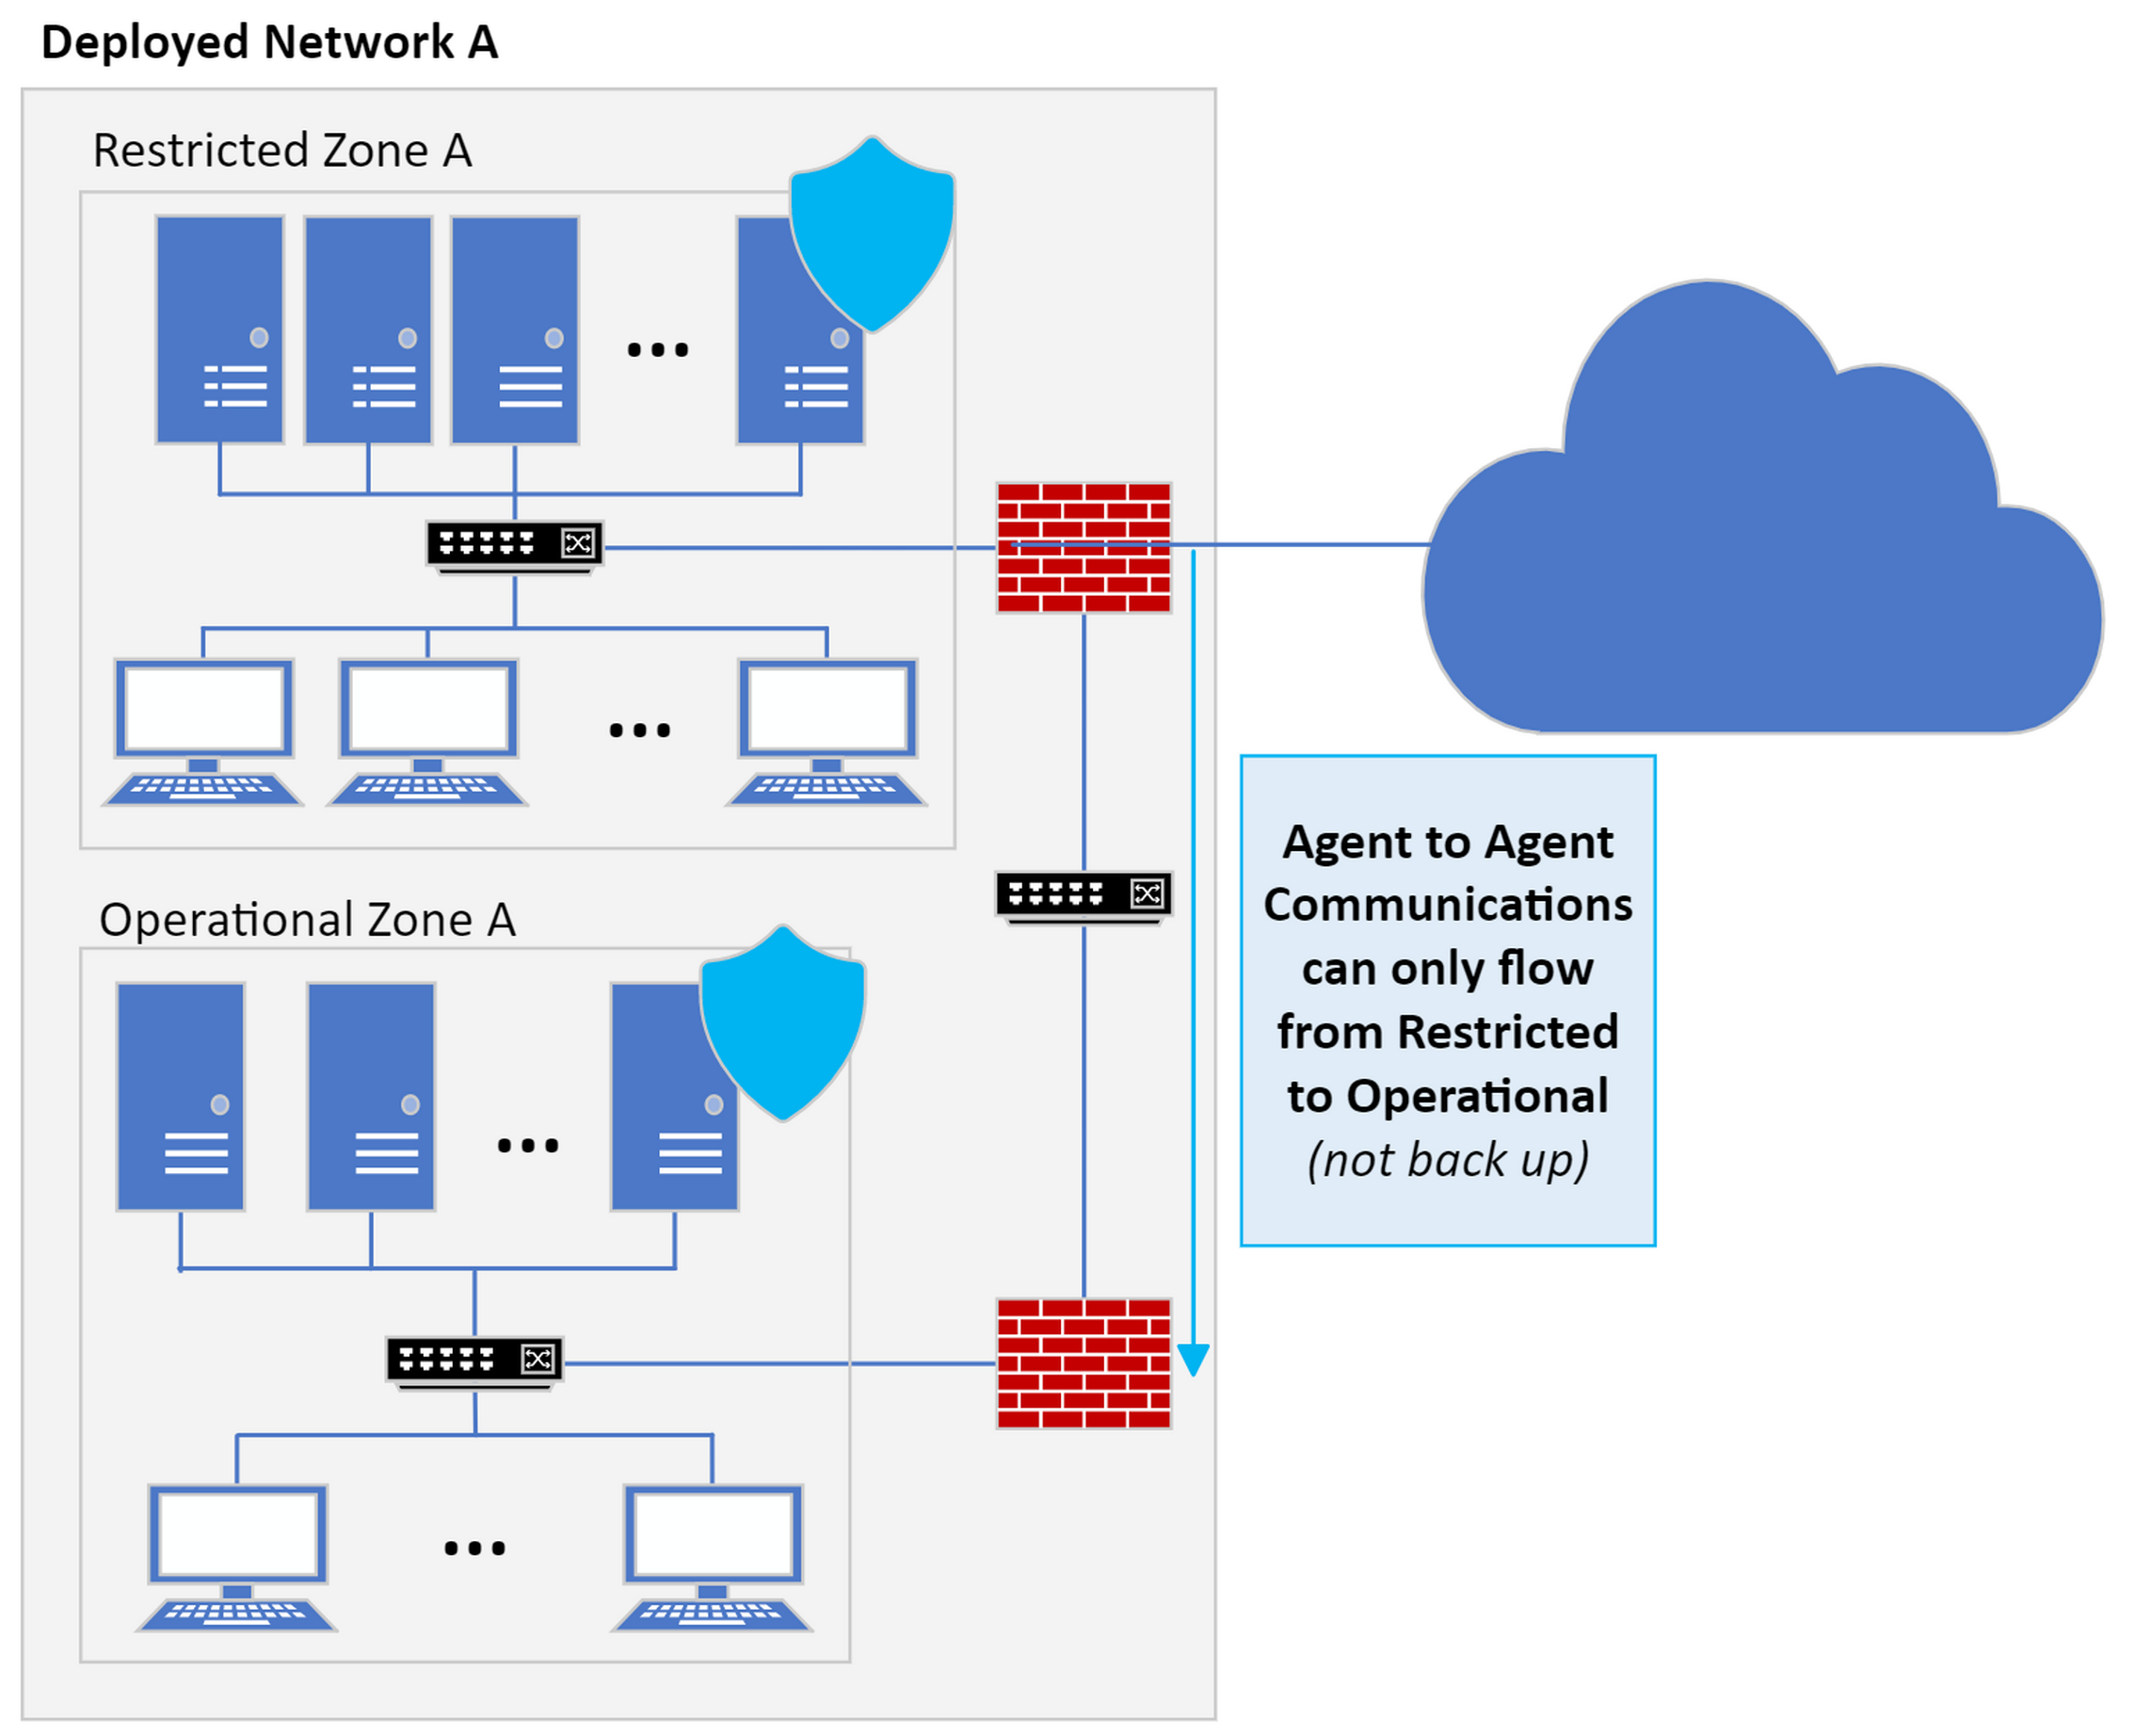 Deployed Network A
Restricted Zone A
Operational Zone A
Agent to Agent
Communications
can only flow
from Restricted
to Operational
(not back up)